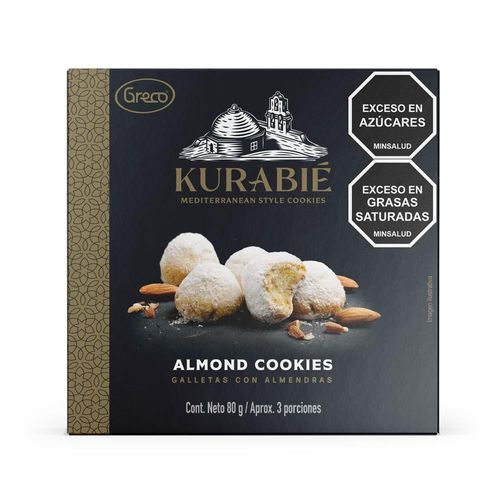 Greco
KURABIÉ
MEDITERRANEAN STYLE COOKIES
EXCESO EN
AZÚCARES
MINSALUD
EXCESO EN
GRASAS
SATURADAS
MINSALUD
Imagen ilustrativa
ALMOND COOKIES
GALLETAS CON ALMENDRAS
Cont. Neto 80 g / Aprox. 3 porciones